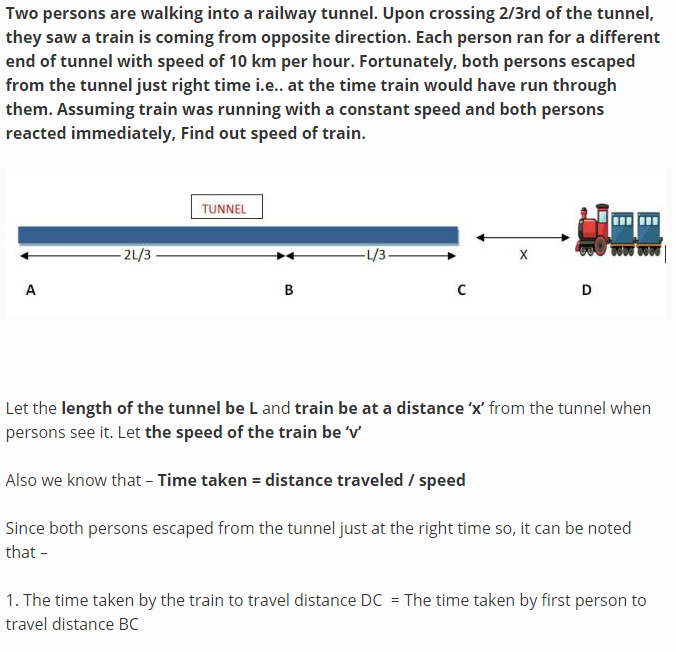 Two persons are walking into a railway tunnel. Upon crossing 2/3rd of the tunnel,
they saw a train is coming from opposite direction. Each person ran for a different
end of tunnel with speed of 10 km per hour. Fortunately, both persons escaped
from the tunnel just right time i.e.. at the time train would have run through
them. Assuming train was running with a constant speed and both persons
reacted immediately, Find out speed of train.
TUNNEL
2L/3
L/3
X
A
B
C
D
Let the length of the tunnel be L and train be at a distance ‘x’ from the tunnel when
persons see it. Let the speed of the train be ‘v’
Also we know that – Time taken = distance traveled / speed
Since both persons escaped from the tunnel just at the right time so, it can be noted
that –
1. The time taken by the train to travel distance DC = The time taken by first person to
travel distance BC